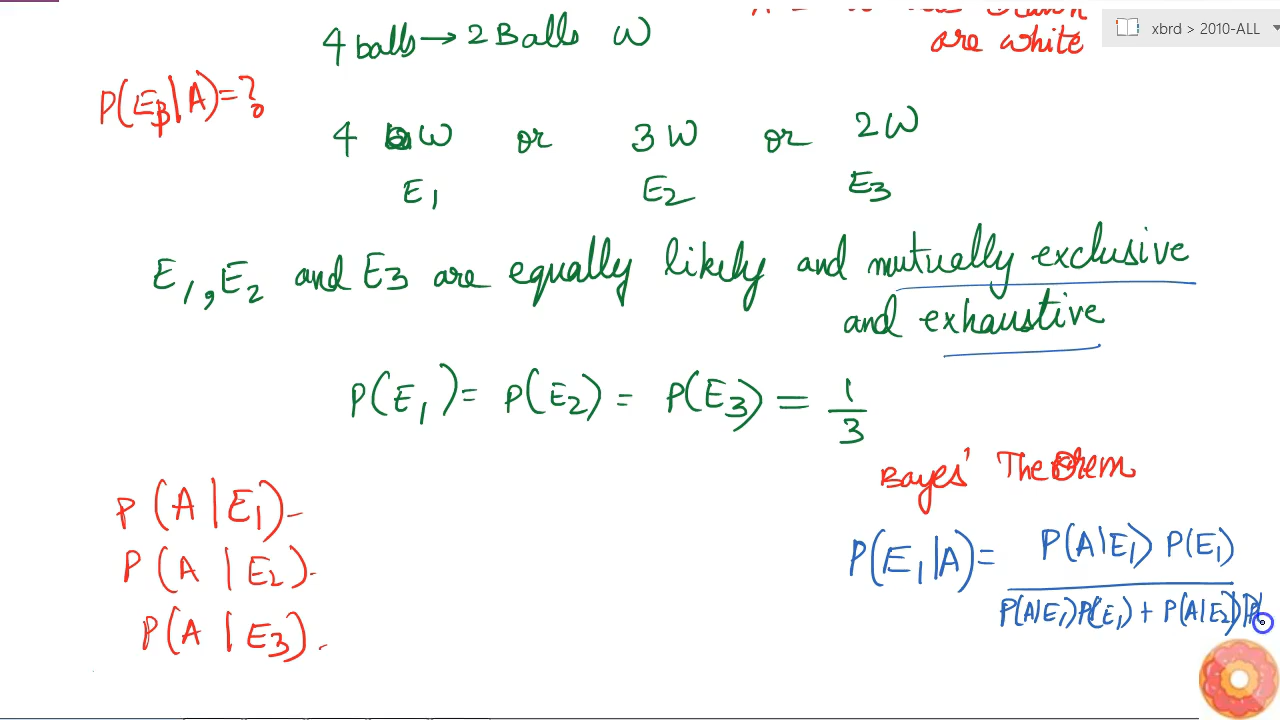 are white
xbrd > 2010-ALL
4 balls → 2 Balls W
P(E3|A)=?
4 W or 3 W or 2 W
E1 E2 E3
E1, E2 and E3 are equally likely and mutually exclusive
and exhaustive
P(E1) = P(E2) = P(E3) = 1/3
Bayes' Theorem
P(A|E1)-
P(A|E2)-
P(A|E3)-
P(E1|A) = P(A|E1) P(E1)
P(A|E1)P(E1) + P(A|E2)P